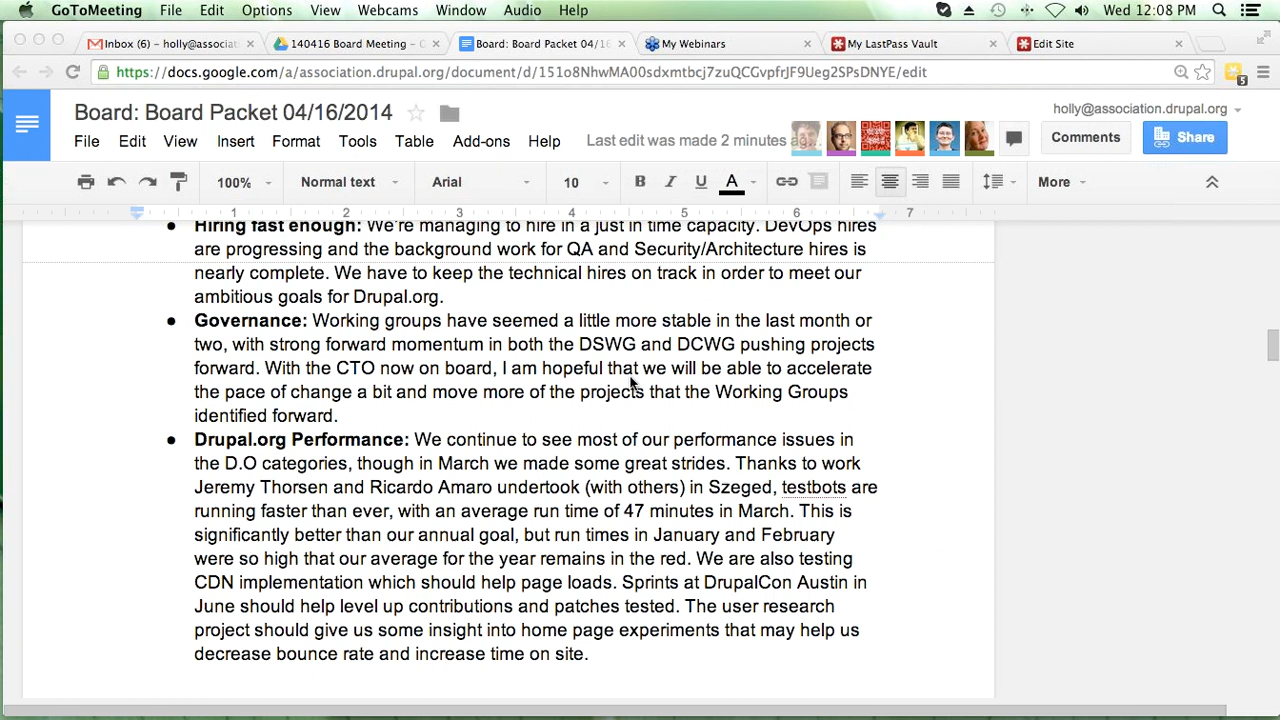 GoToMeeting File Edit Options View Webcams Window Audio Help Wed 12:08 PM
Inbox (6) - holly@associat 140416 Board Meeting - Board: Board Packet 04/16 My Webinars My LastPass Vault Edit Site
https://docs.google.com/a/association.drupal.org/document/d/151o8NhwMA00sdxmtbcj7zuQCGvpfrJF9Ueg2SPsDNYE/edit 5
Board: Board Packet 04/16/2014 holly@association.drupal.org
File Edit View Insert Format Tools Table Add-ons Help Last edit was made 2 minutes a Comments Share
100% Normal text Arial 10 B I U A More
1 2 3 4 5 6 7
• Hiring fast enough: We're managing to hire in a just in time capacity. DevOps hires
are progressing and the background work for QA and Security/Architecture hires is
nearly complete. We have to keep the technical hires on track in order to meet our
ambitious goals for Drupal.org.
• Governance: Working groups have seemed a little more stable in the last month or
two, with strong forward momentum in both the DSWG and DCWG pushing projects
forward. With the CTO now on board, I am hopeful that we will be able to accelerate
the pace of change a bit and move more of the projects that the Working Groups
identified forward.
• Drupal.org Performance: We continue to see most of our performance issues in
the D.O categories, though in March we made some great strides. Thanks to work
Jeremy Thorsen and Ricardo Amaro undertook (with others) in Szeged, testbots are
running faster than ever, with an average run time of 47 minutes in March. This is
significantly better than our annual goal, but run times in January and February
were so high that our average for the year remains in the red. We are also testing
CDN implementation which should help page loads. Sprints at DrupalCon Austin in
June should help level up contributions and patches tested. The user research
project should give us some insight into home page experiments that may help us
decrease bounce rate and increase time on site.